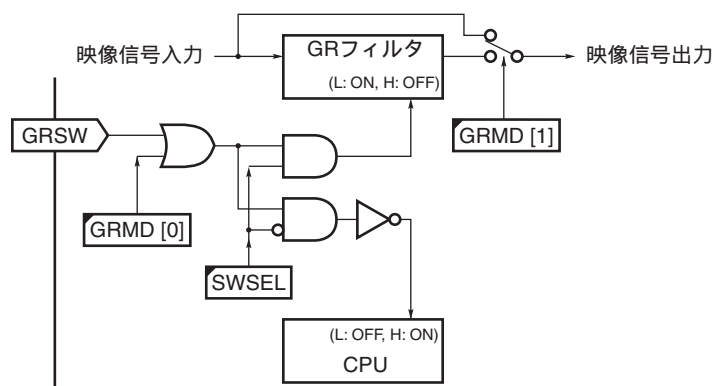 映像信号入力
GRフィルタ
(L: ON, H: OFF)
映像信号出力
GRSW
GRMD [1]
GRMD [0]
SWSEL
(L: OFF, H: ON)
CPU